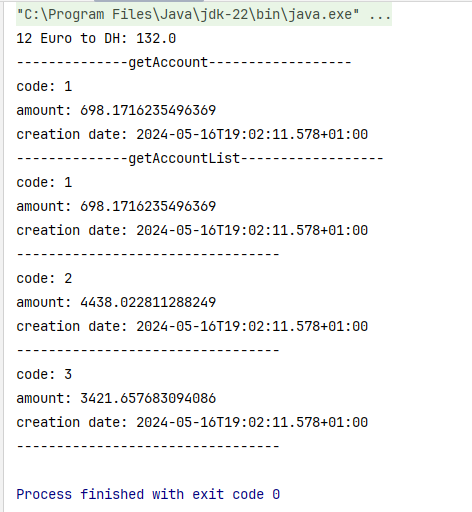 "C:\Program Files\Java\jdk-22\bin\java.exe" ...
12 Euro to DH: 132.0
--------------getAccount------------------
code: 1
amount: 698.1716235496369
creation date: 2024-05-16T19:02:11.578+01:00
--------------getAccountList------------------
code: 1
amount: 698.1716235496369
creation date: 2024-05-16T19:02:11.578+01:00
---------------------------------
code: 2
amount: 4438.022811288249
creation date: 2024-05-16T19:02:11.578+01:00
---------------------------------
code: 3
amount: 3421.657683094086
creation date: 2024-05-16T19:02:11.578+01:00
---------------------------------
Process finished with exit code 0